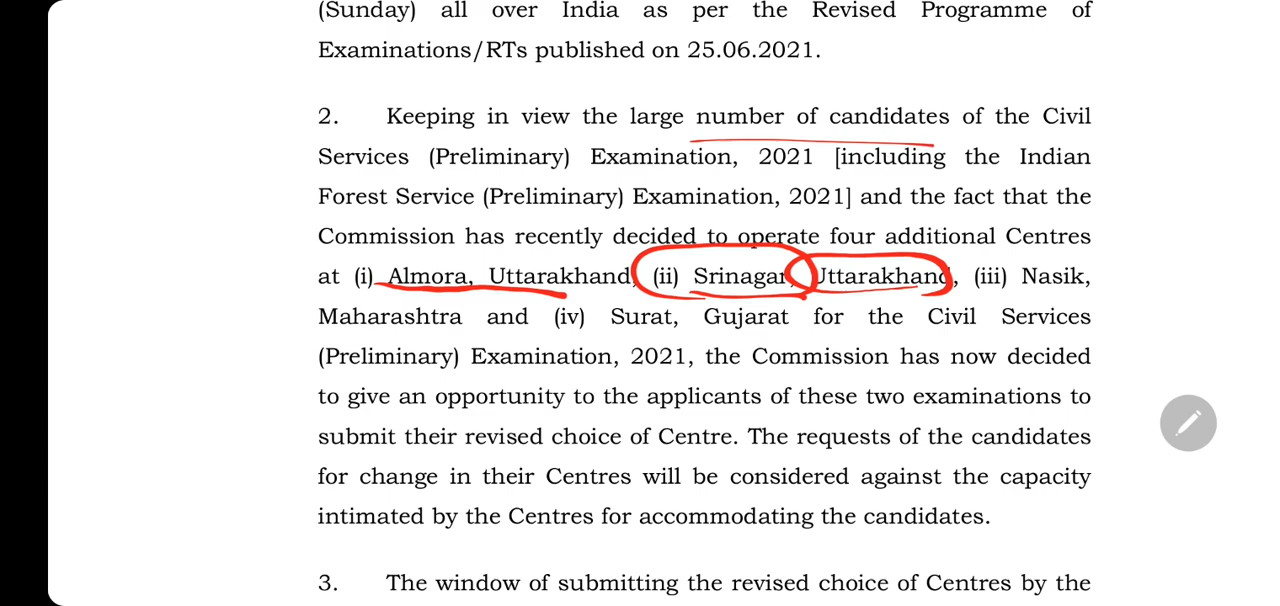 (Sunday) all over India as per the Revised Programme of
Examinations/RTs published on 25.06.2021.
2. Keeping in view the large number of candidates of the Civil
Services (Preliminary) Examination, 2021 [including the Indian
Forest Service (Preliminary) Examination, 2021] and the fact that the
Commission has recently decided to operate four additional Centres
at (i) Almora, Uttarakhand, (ii) Srinagar, Uttarakhand, (iii) Nasik,
Maharashtra and (iv) Surat, Gujarat for the Civil Services
(Preliminary) Examination, 2021, the Commission has now decided
to give an opportunity to the applicants of these two examinations to
submit their revised choice of Centre. The requests of the candidates
for change in their Centres will be considered against the capacity
intimated by the Centres for accommodating the candidates.
3. The window of submitting the revised choice of Centres by the